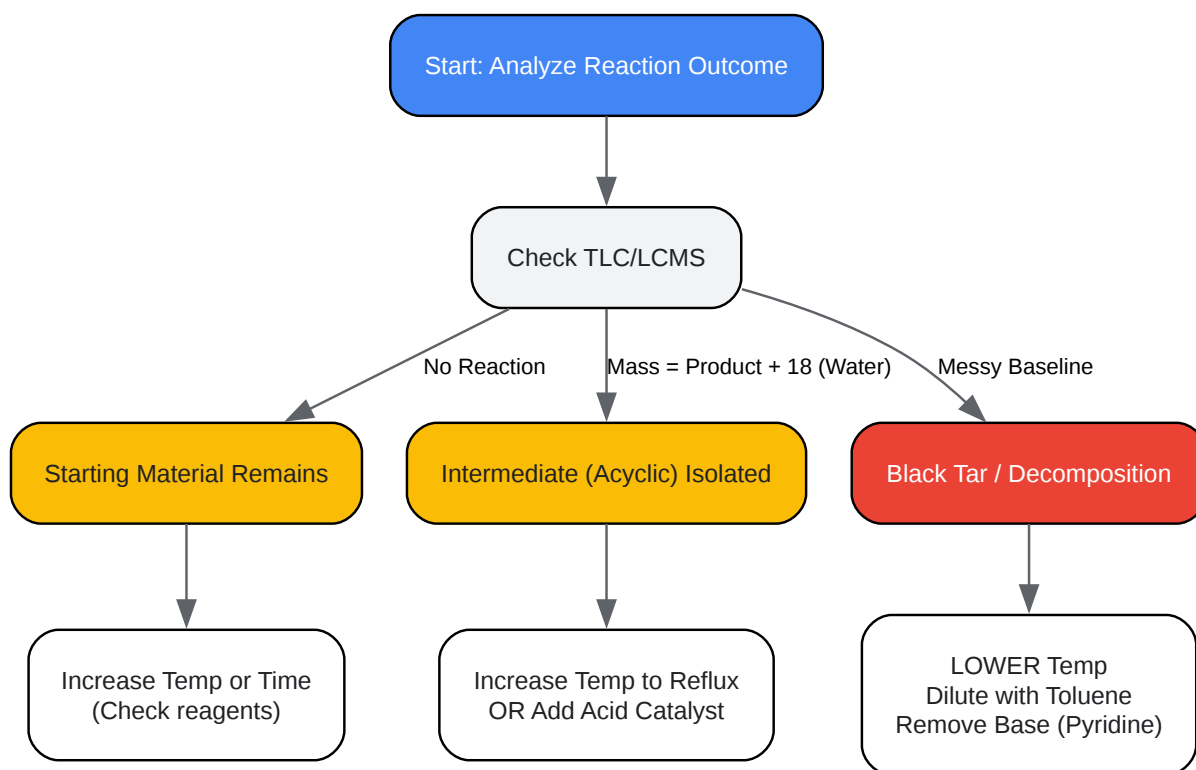 Start: Analyze Reaction Outcome
Check TLC/LCMS
No Reaction
Mass = Product + 18 (Water)
Messy Baseline
Starting Material Remains
Intermediate (Acyclic) Isolated
Black Tar / Decomposition
Increase Temp or Time
(Check reagents)
Increase Temp to Reflux
OR Add Acid Catalyst
LOWER Temp
Dilute with Toluene
Remove Base (Pyridine)